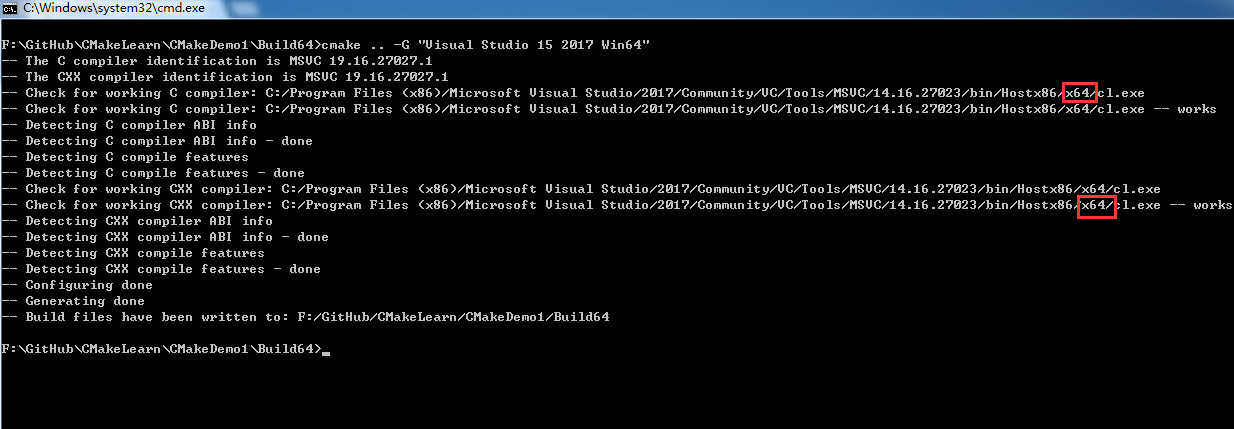 C:\Windows\system32\cmd.exe
F:\GitHub\CMakeLearn\CMakeDemo1\Build64>cmake .. -G "Visual Studio 15 2017 Win64"
-- The C compiler identification is MSVC 19.16.27027.1
-- The CXX compiler identification is MSVC 19.16.27027.1
-- Check for working C compiler: C:/Program Files (x86)/Microsoft Visual Studio/2017/Community/VC/Tools/MSVC/14.16.27023/bin/Hostx86/x64/cl.exe
-- Check for working C compiler: C:/Program Files (x86)/Microsoft Visual Studio/2017/Community/VC/Tools/MSVC/14.16.27023/bin/Hostx86/x64/cl.exe -- works
-- Detecting C compiler ABI info
-- Detecting C compiler ABI info - done
-- Detecting C compile features
-- Detecting C compile features - done
-- Check for working CXX compiler: C:/Program Files (x86)/Microsoft Visual Studio/2017/Community/VC/Tools/MSVC/14.16.27023/bin/Hostx86/x64/cl.exe
-- Check for working CXX compiler: C:/Program Files (x86)/Microsoft Visual Studio/2017/Community/VC/Tools/MSVC/14.16.27023/bin/Hostx86/x64/cl.exe -- works
-- Detecting CXX compiler ABI info
-- Detecting CXX compiler ABI info - done
-- Detecting CXX compile features
-- Detecting CXX compile features - done
-- Configuring done
-- Generating done
-- Build files have been written to: F:/GitHub/CMakeLearn/CMakeDemo1/Build64
F:\GitHub\CMakeLearn\CMakeDemo1\Build64>